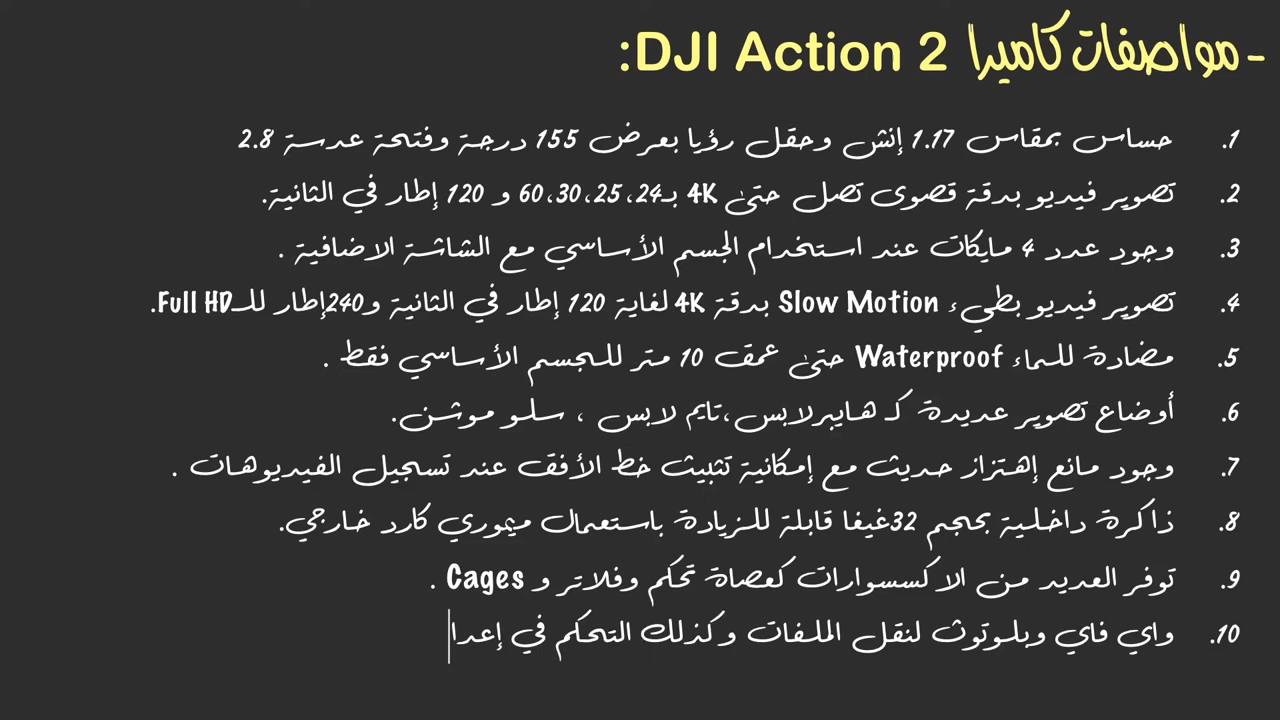 - مواصفات كاميرا DJI Action 2:
1. حساس بمقاس 1.17 إنش وحقل رؤيا بعرض 155 درجة وفتحة عدسة 2.8
2. تصوير فيديو بدقة قصوى تصل حتى 4K بـ24،25،30،60 و 120 إطار في الثانية.
3. وجود عدد 4 مايكات عند استخدام الجسم الأساسي مع الشاشة الاضافية .
4. تصوير فيديو بطيء Slow Motion بدقة 4K لغاية 120 إطار في الثانية و240إطار للـFull HD.
5. مضادة للماء Waterproof حتى عمق 10 متر للجسم الأساسي فقط .
6. أوضاع تصوير عديدة كـ هايبرلابس،تايم لابس ، سلو موشن.
7. وجود مانع إهتزاز حديث مع إمكانية تثبيث خط الأفق عند تسجيل الفيديوهات .
8. ذاكرة داخلية بحجم 32غيغا قابلة للزيادة باستعمال ميموري كارد خارجي.
9. توفر العديد من الاكسسوارات كعصاة تحكم وفلاتر و Cages .
10. واي فاي وبلوتوث لنقل الملفات وكذلك التحكم في إعدا